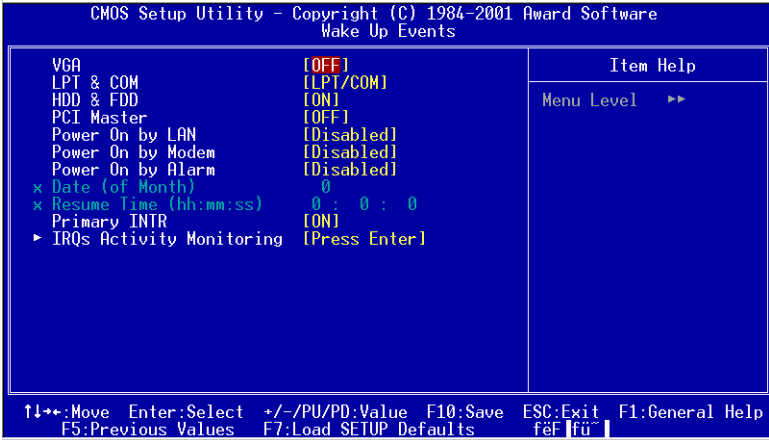 CMOS Setup Utility – Copyright (C) 1984-2001 Award Software
Wake Up Events
VGA [OFF]
LPT & COM [LPT/COM]
HDD & FDD [ON]
PCI Master [OFF]
Power On by LAN [Disabled]
Power On by Modem [Disabled]
Power On by Alarm [Disabled]
x Date (of Month) 0
x Resume Time (hh:mm:ss) 0 : 0 : 0
Primary INTR [ON]
► IRQs Activity Monitoring [Press Enter]
Item Help
Menu Level ►►
↑↓→←:Move Enter:Select +/-/PU/PD:Value F10:Save ESC:Exit F1:General Help
F5:Previous Values F7:Load SETUP Defaults